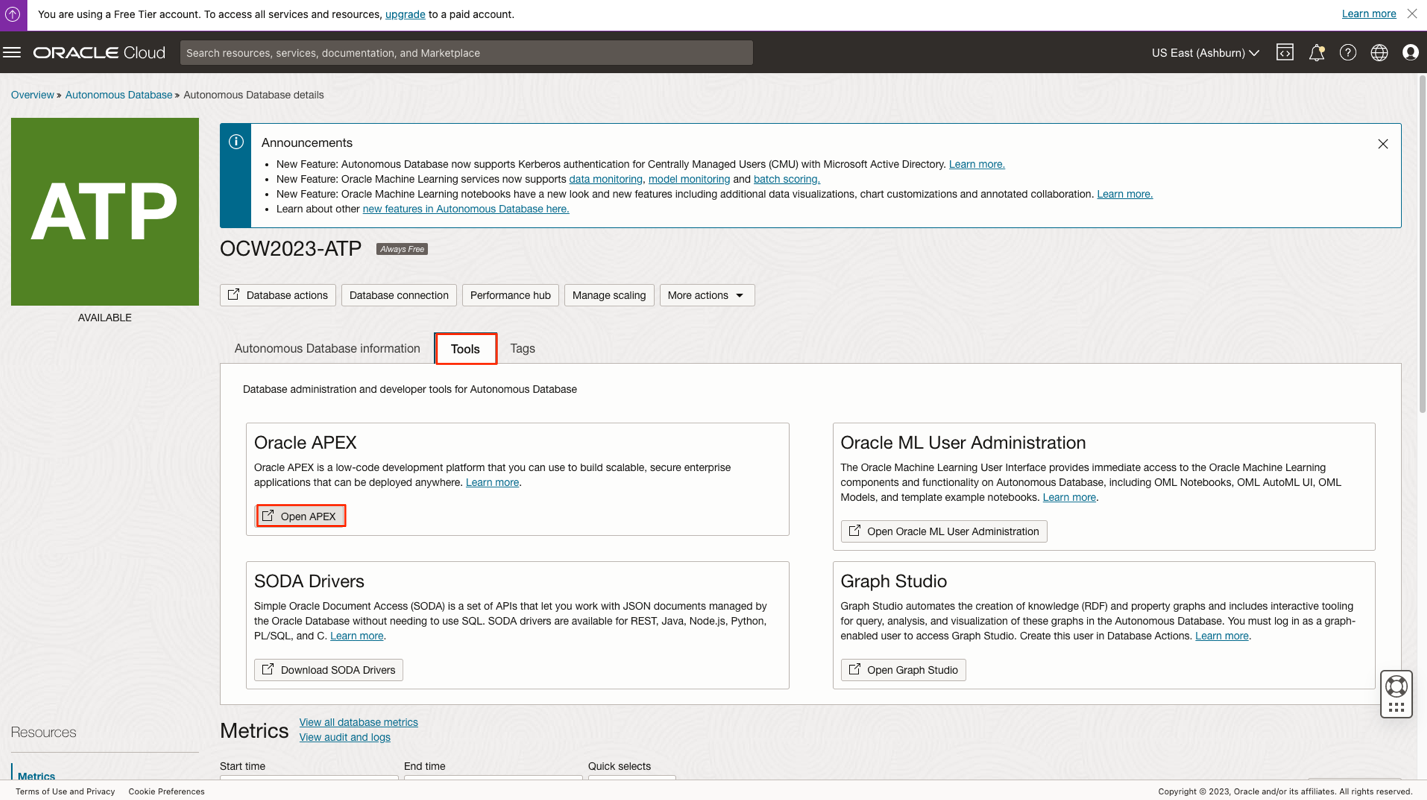 You are using a Free Tier account. To access all services and resources, upgrade to a paid account.
Learn more
ORACLE Cloud
Search resources, services, documentation, and Marketplace
US East (Ashburn)
Overview » Autonomous Database » Autonomous Database details
ATP
AVAILABLE
Announcements
• New Feature: Autonomous Database now supports Kerberos authentication for Centrally Managed Users (CMU) with Microsoft Active Directory. Learn more.
• New Feature: Oracle Machine Learning services now supports data monitoring, model monitoring and batch scoring.
• New Feature: Oracle Machine Learning notebooks have a new look and new features including additional data visualizations, chart customizations and annotated collaboration. Learn more.
• Learn about other new features in Autonomous Database here.
OCW2023-ATP Always Free
Database actions Database connection Performance hub Manage scaling More actions
Autonomous Database information Tools Tags
Database administration and developer tools for Autonomous Database
Oracle APEX
Oracle APEX is a low-code development platform that you can use to build scalable, secure enterprise
applications that can be deployed anywhere. Learn more.
Open APEX
Oracle ML User Administration
The Oracle Machine Learning User Interface provides immediate access to the Oracle Machine Learning
components and functionality on Autonomous Database, including OML Notebooks, OML AutoML UI, OML
Models, and template example notebooks. Learn more.
Open Oracle ML User Administration
SODA Drivers
Simple Oracle Document Access (SODA) is a set of APIs that let you work with JSON documents managed by
the Oracle Database without needing to use SQL. SODA drivers are available for REST, Java, Node.js, Python,
PL/SQL, and C. Learn more.
Download SODA Drivers
Graph Studio
Graph Studio automates the creation of knowledge (RDF) and property graphs and includes interactive tooling
for query, analysis, and visualization of these graphs in the Autonomous Database. You must log in as a graph-
enabled user to access Graph Studio. Create this user in Database Actions. Learn more.
Open Graph Studio
Resources
Metrics
Metrics
View all database metrics
View audit and logs
Start time End time Quick selects
Terms of Use and Privacy Cookie Preferences
Copyright © 2023, Oracle and/or its affiliates. All rights reserved.